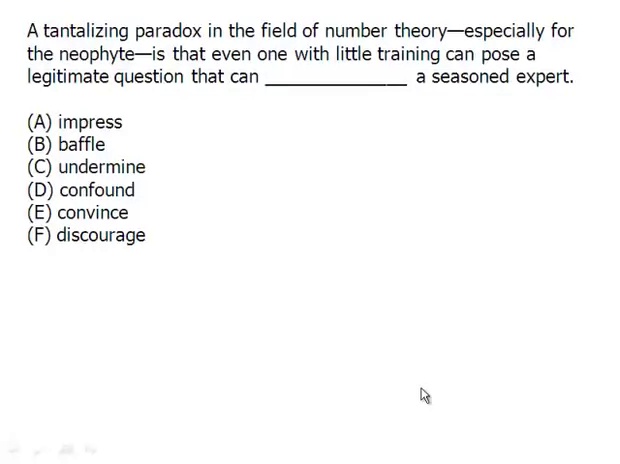 A tantalizing paradox in the field of number theory—especially for
the neophyte—is that even one with little training can pose a
legitimate question that can _______________ a seasoned expert.
(A) impress
(B) baffle
(C) undermine
(D) confound
(E) convince
(F) discourage